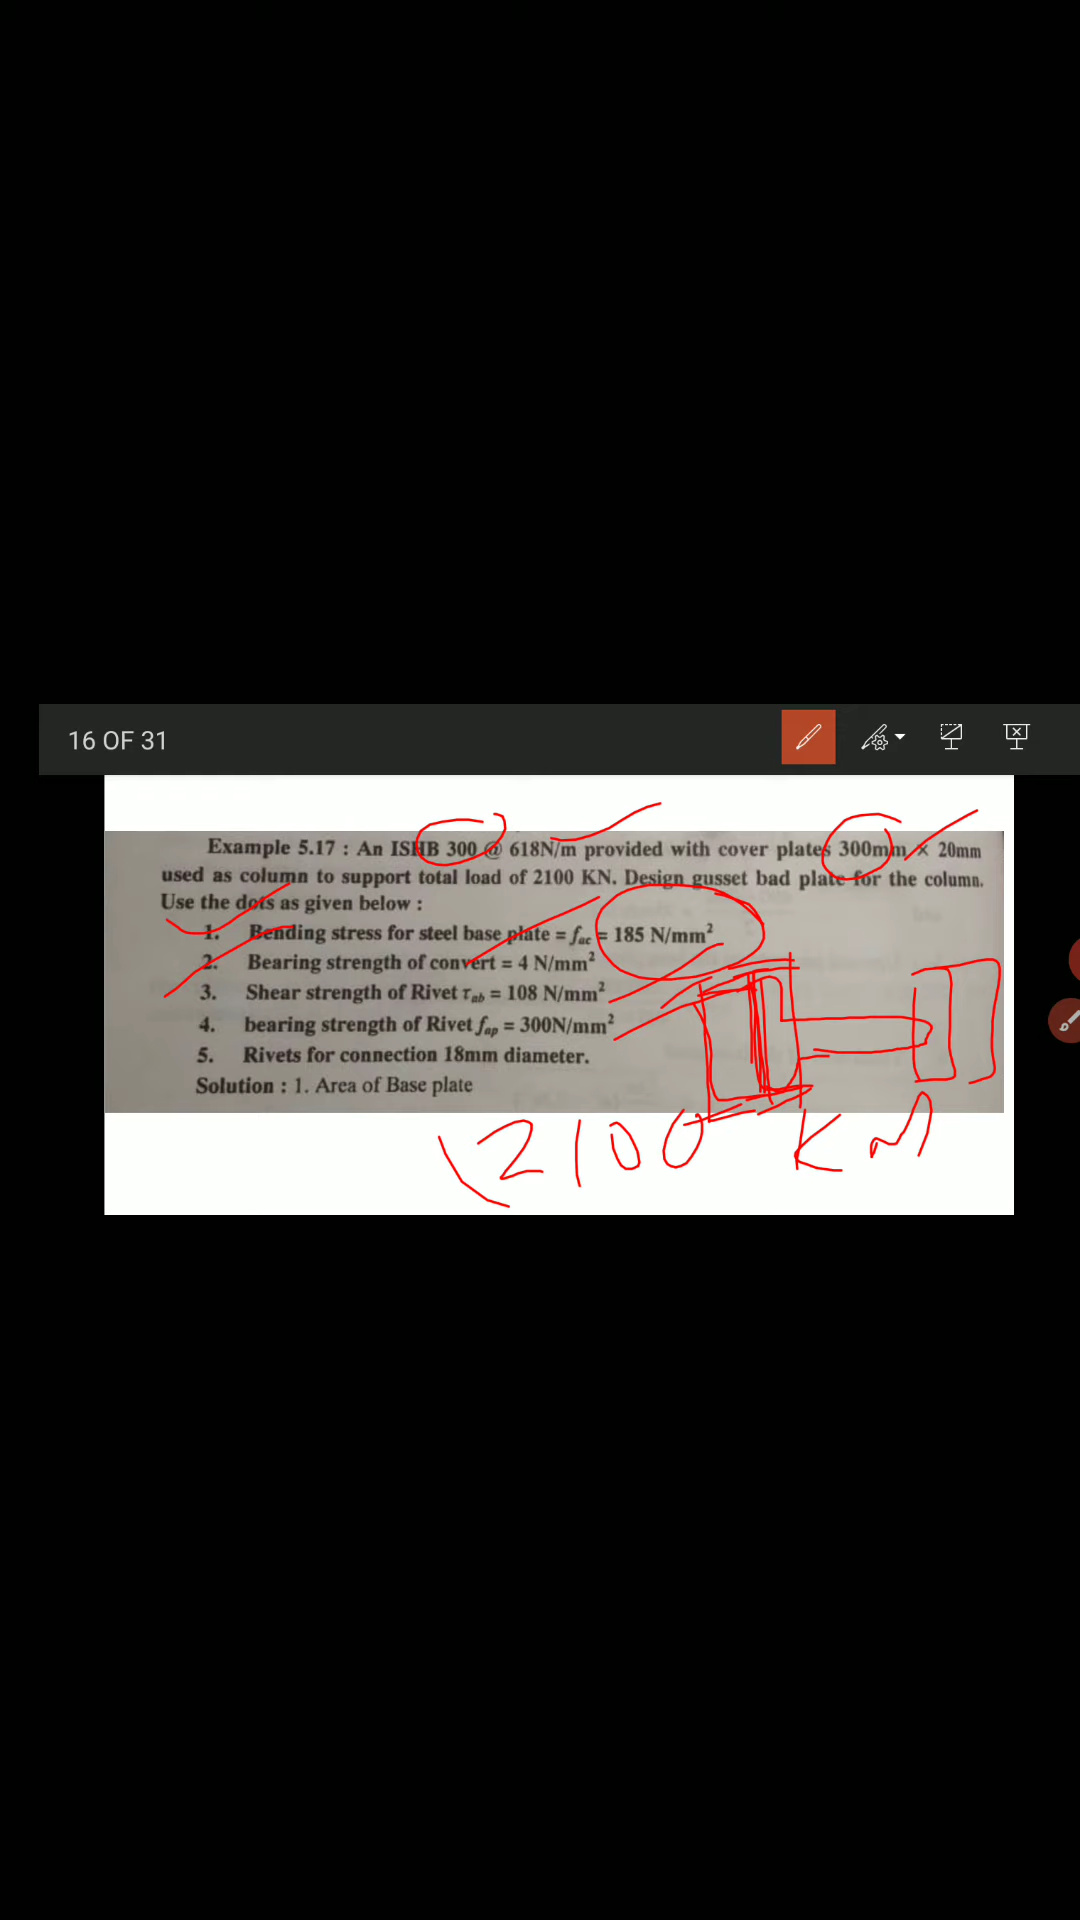 16 OF 31
Example 5.17 : An ISHB 300 @ 618N/m provided with cover plates 300mm × 20mm
used as column to support total load of 2100 KN. Design gusset bad plate for the column.
Use the dots as given below :
1. Bending stress for steel base plate = fac = 185 N/mm²
2. Bearing strength of convert = 4 N/mm²
3. Shear strength of Rivet τab = 108 N/mm²
4. bearing strength of Rivet fap = 300N/mm²
5. Rivets for connection 18mm diameter.
Solution : 1. Area of Base plate
2100 KN